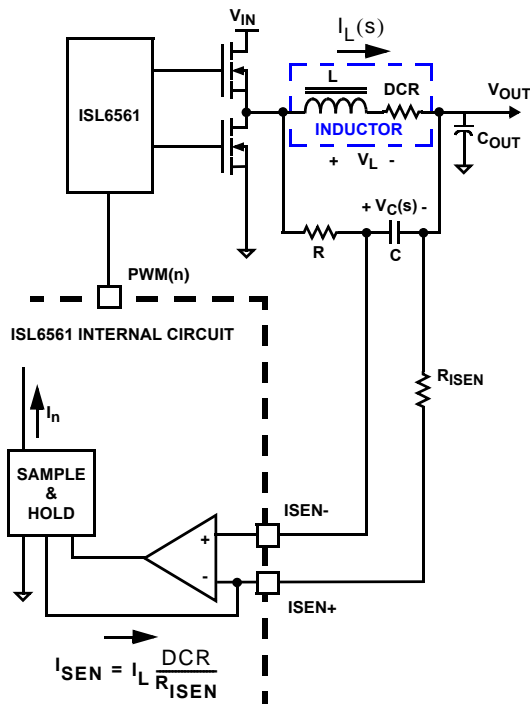 V_IN
I_L(s)
ISL6561
L
DCR
V_OUT
INDUCTOR
C_OUT
+ V_L -
+ V_C(s) -
R
C
PWM(n)
ISL6561 INTERNAL CIRCUIT
R_ISEN
I_n
SAMPLE
&
HOLD
ISEN-
+
-
ISEN+
I_SEN = I_L DCR / R_ISEN